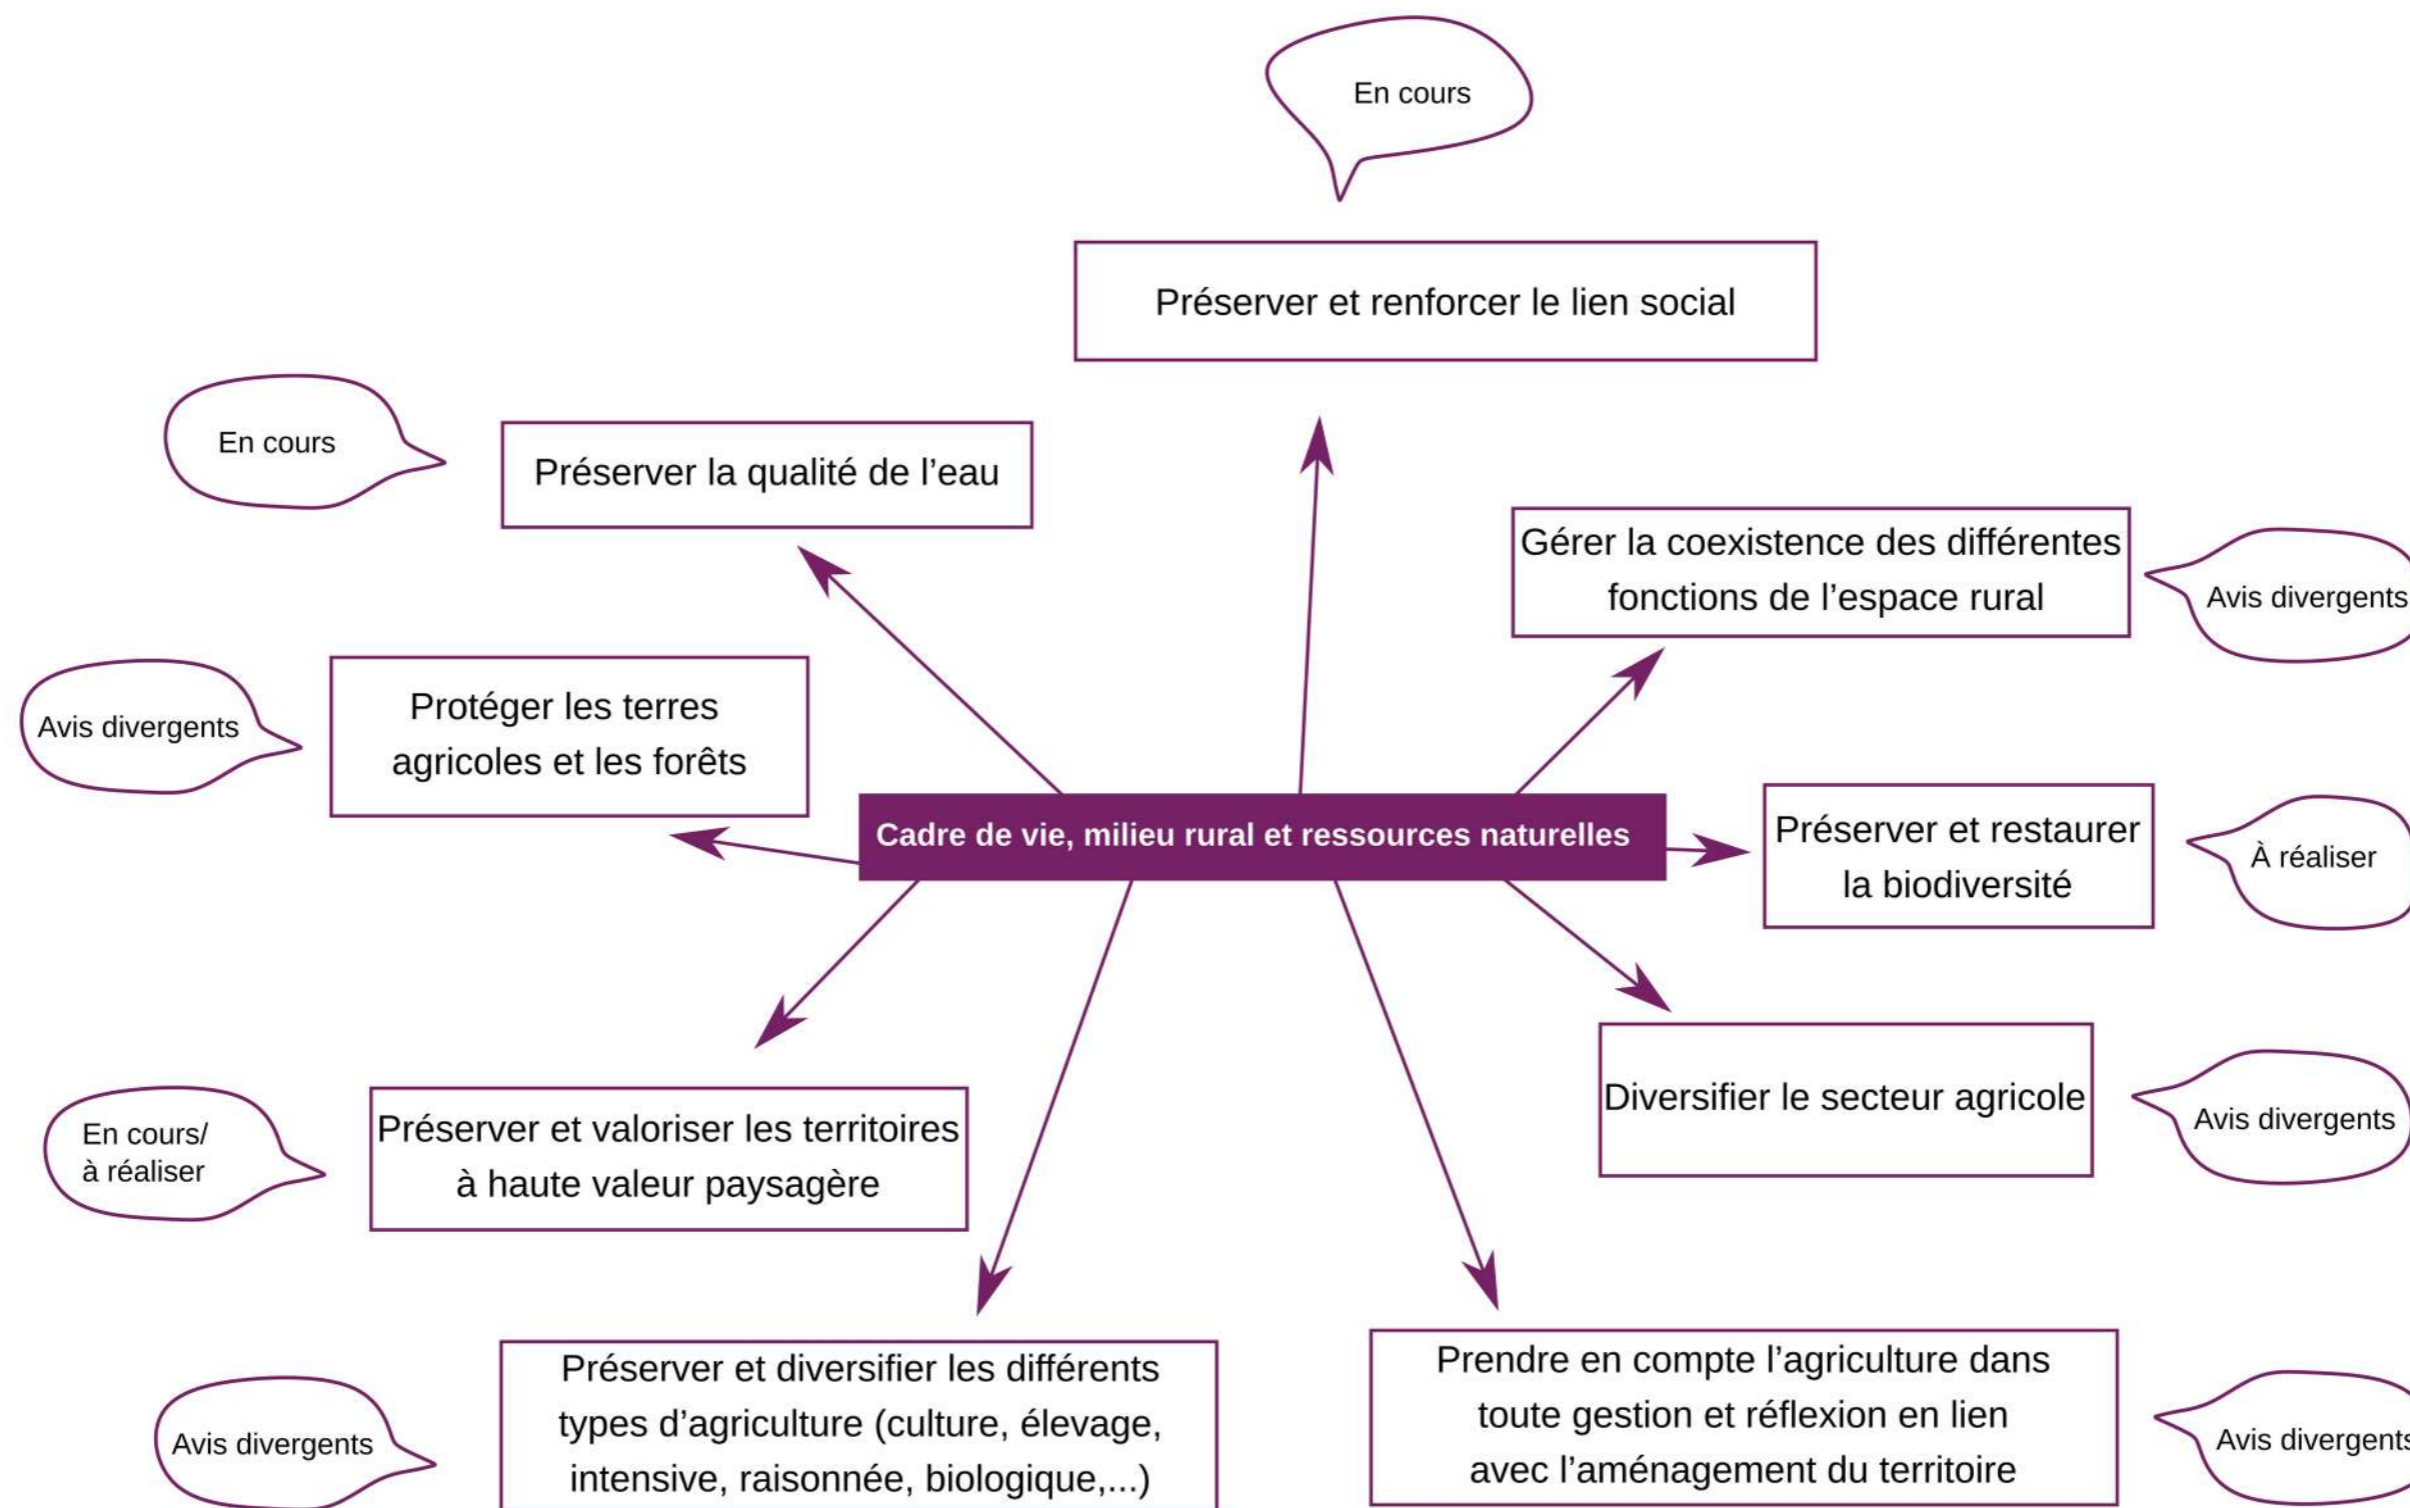 En cours
Préserver et renforcer le lien social
En cours
Préserver la qualité de l’eau
Gérer la coexistence des différentes
fonctions de l’espace rural
Avis divergents
Avis divergents
Protéger les terres
agricoles et les forêts
Cadre de vie, milieu rural et ressources naturelles
Préserver et restaurer
la biodiversité
À réaliser
Diversifier le secteur agricole
Avis divergents
En cours/
à réaliser
Préserver et valoriser les territoires
à haute valeur paysagère
Avis divergents
Préserver et diversifier les différents
types d’agriculture (culture, élevage,
intensive, raisonnée, biologique,...)
Prendre en compte l’agriculture dans
toute gestion et réflexion en lien
avec l’aménagement du territoire
Avis divergents